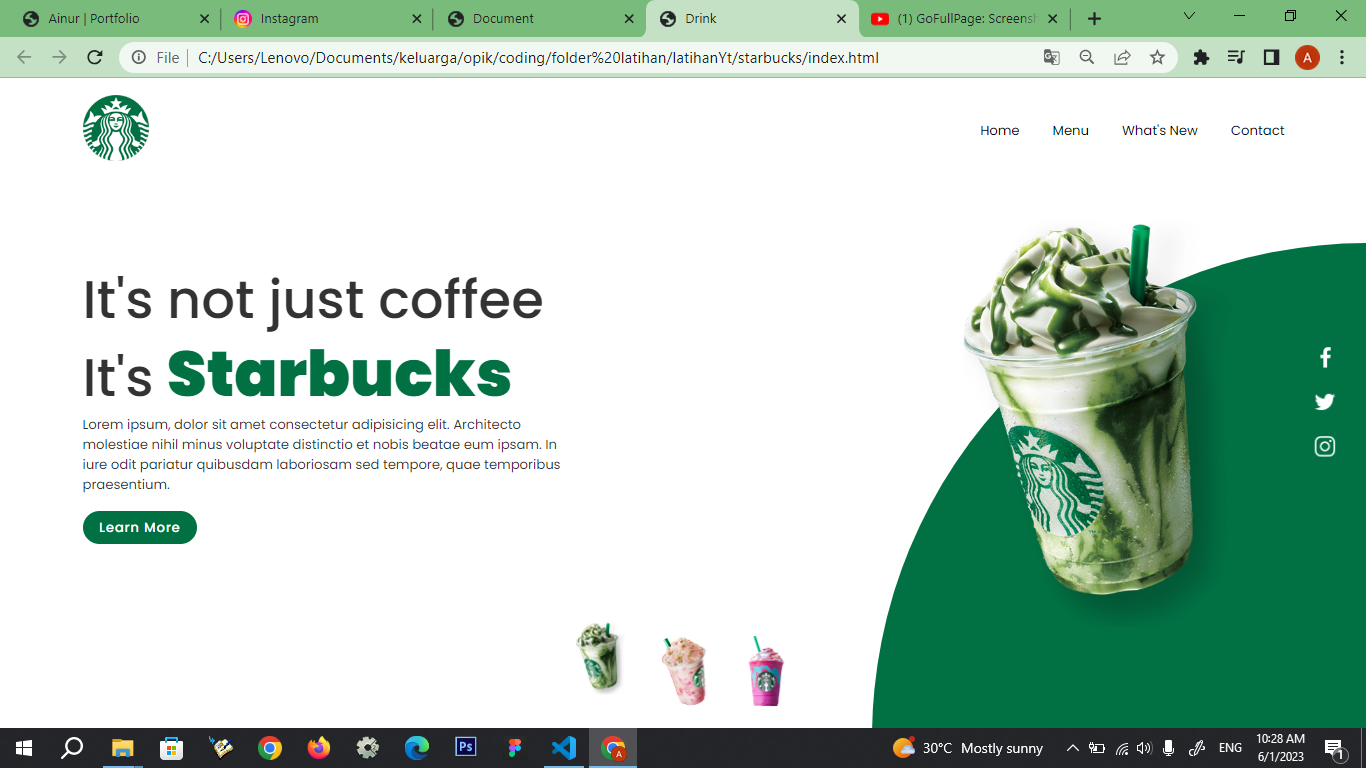 Ainur | Portfolio
Instagram
Document
Drink
(1) GoFullPage: Screensh
File
C:/Users/Lenovo/Documents/keluarga/opik/coding/folder%20latihan/latihanYt/starbucks/index.html
A
Home
Menu
What's New
Contact
It's not just coffee
It's Starbucks
Lorem ipsum, dolor sit amet consectetur adipisicing elit. Architecto
molestiae nihil minus voluptate distinctio et nobis beatae eum ipsam. In
iure odit pariatur quibusdam laboriosam sed tempore, quae temporibus
praesentium.
Learn More
Ps
A
30°C Mostly sunny
ENG
10:28 AM
6/1/2023
1